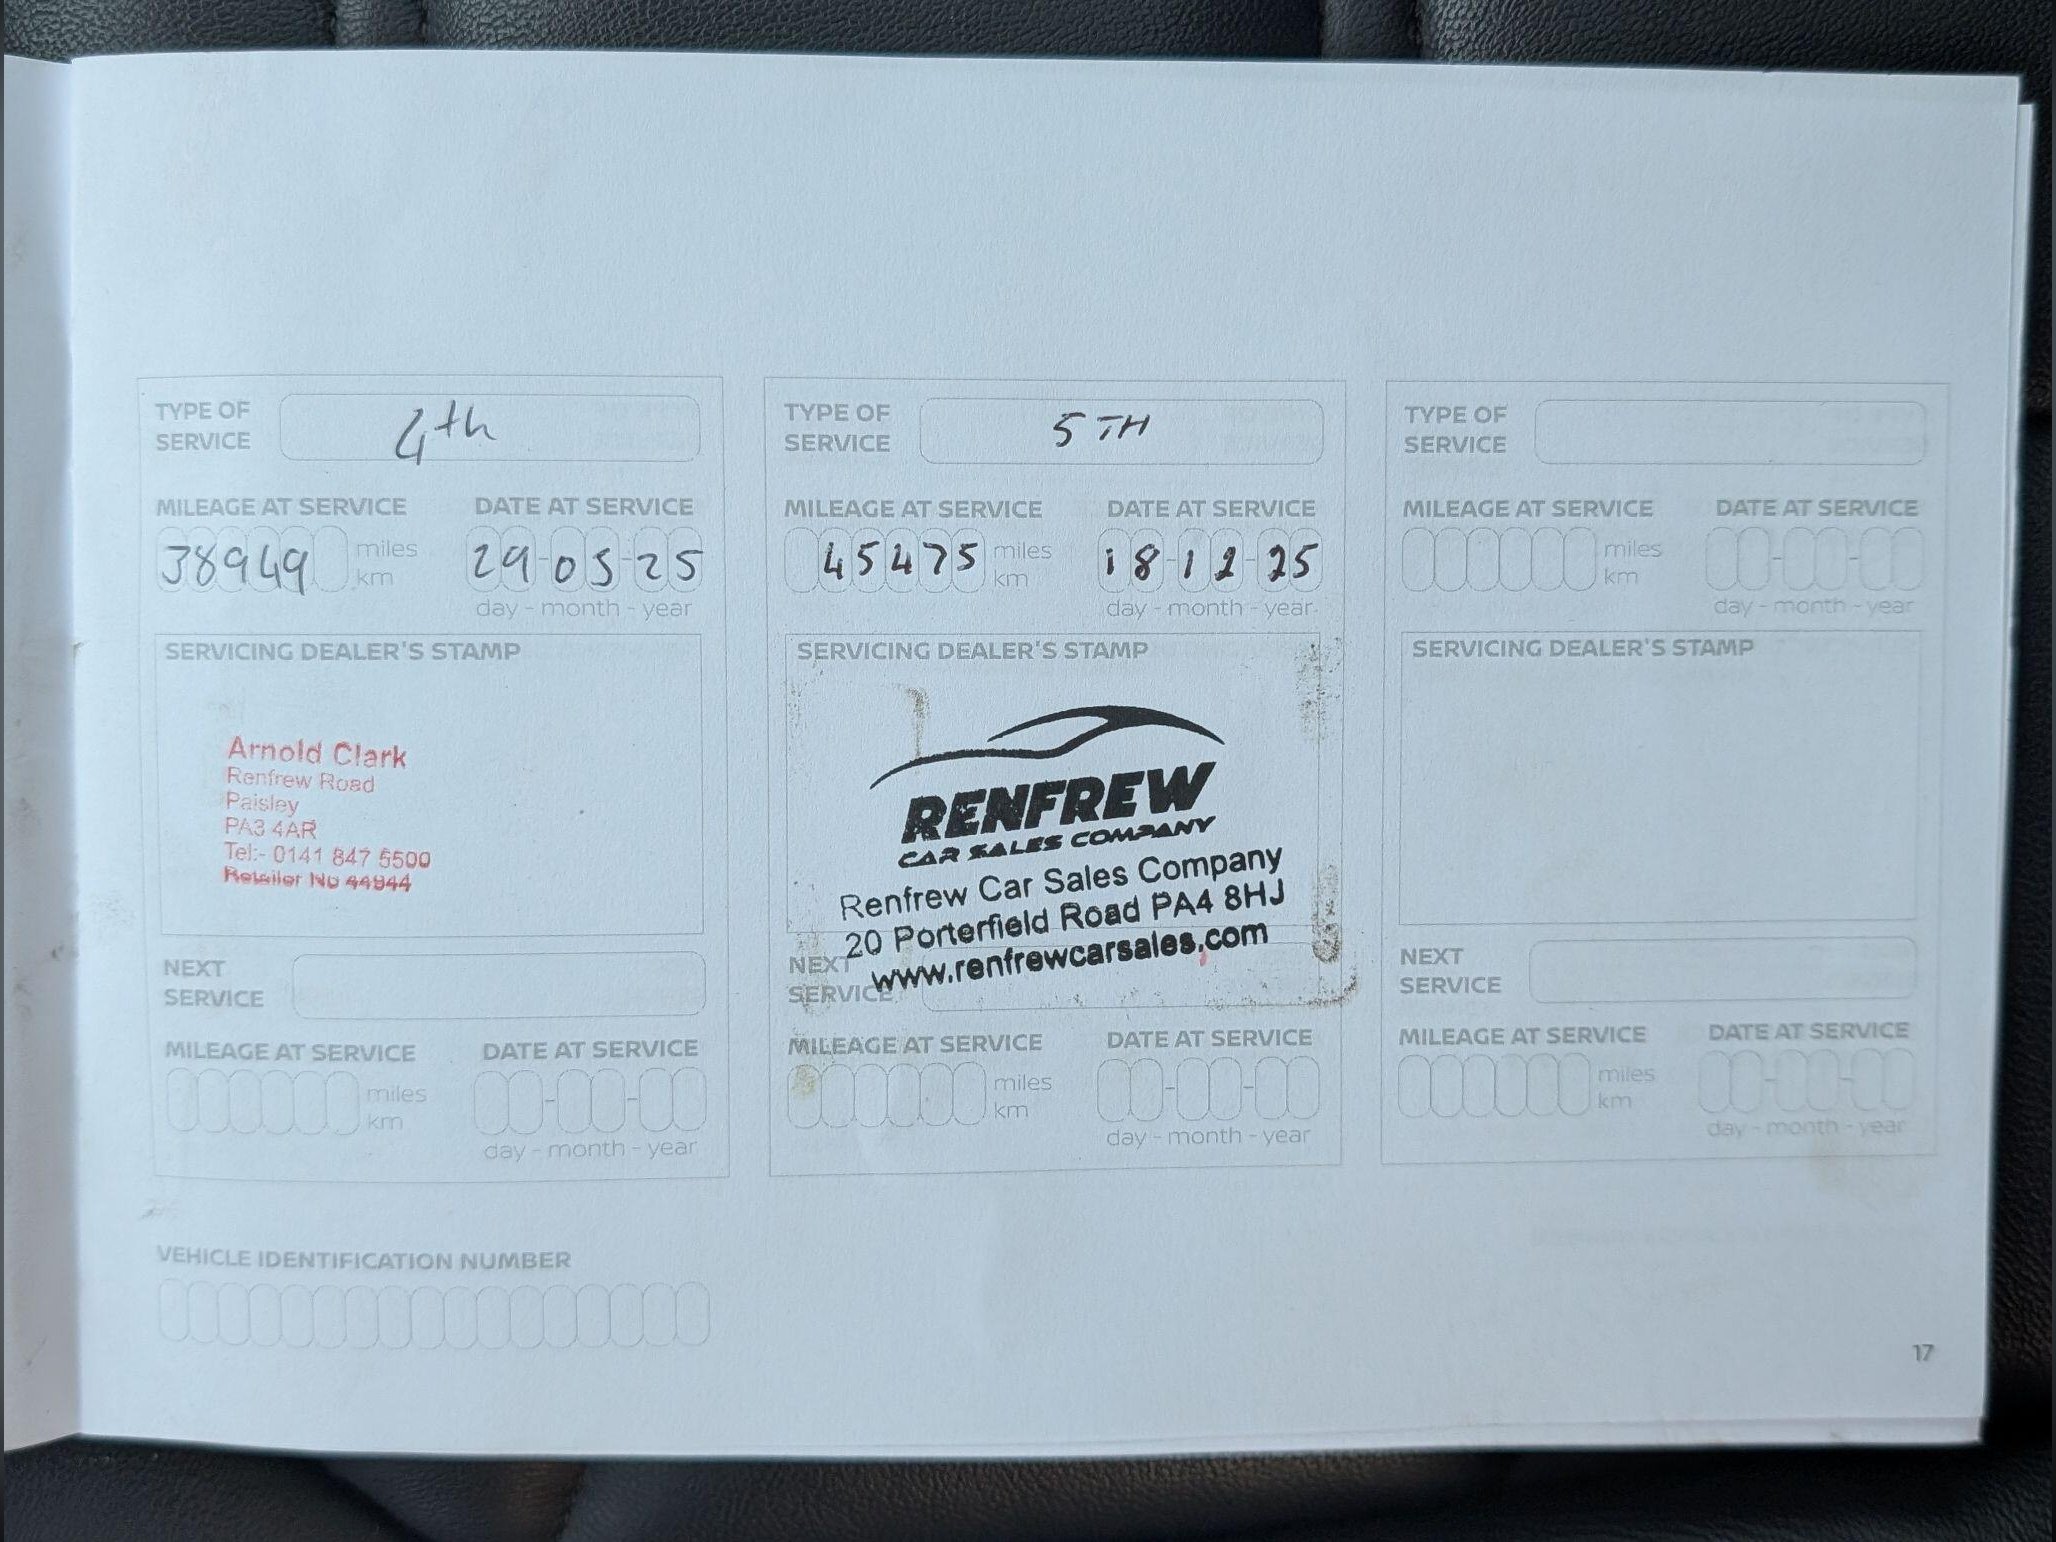 TYPE OF
SERVICE
4th
MILEAGE AT SERVICE
DATE AT SERVICE
38949
miles
km
29-05-25
day - month - year
SERVICING DEALER'S STAMP
Arnold Clark
Renfrew Road
Paisley
PA3 4AR
Tel:- 0141 847 5500
Retailer No 44944
NEXT
SERVICE
MILEAGE AT SERVICE
DATE AT SERVICE
miles
km
day - month - year
TYPE OF
SERVICE
5TH
MILEAGE AT SERVICE
DATE AT SERVICE
45475
miles
km
18-12-25
day - month - year
SERVICING DEALER'S STAMP
RENFREW
CAR SALES COMPANY
Renfrew Car Sales Company
20 Porterfield Road PA4 8HJ
www.renfrewcarsales.com
NEXT
SERVICE
MILEAGE AT SERVICE
DATE AT SERVICE
miles
km
day - month - year
TYPE OF
SERVICE
MILEAGE AT SERVICE
DATE AT SERVICE
miles
km
day - month - year
SERVICING DEALER'S STAMP
NEXT
SERVICE
MILEAGE AT SERVICE
DATE AT SERVICE
miles
km
day - month - year
VEHICLE IDENTIFICATION NUMBER
17